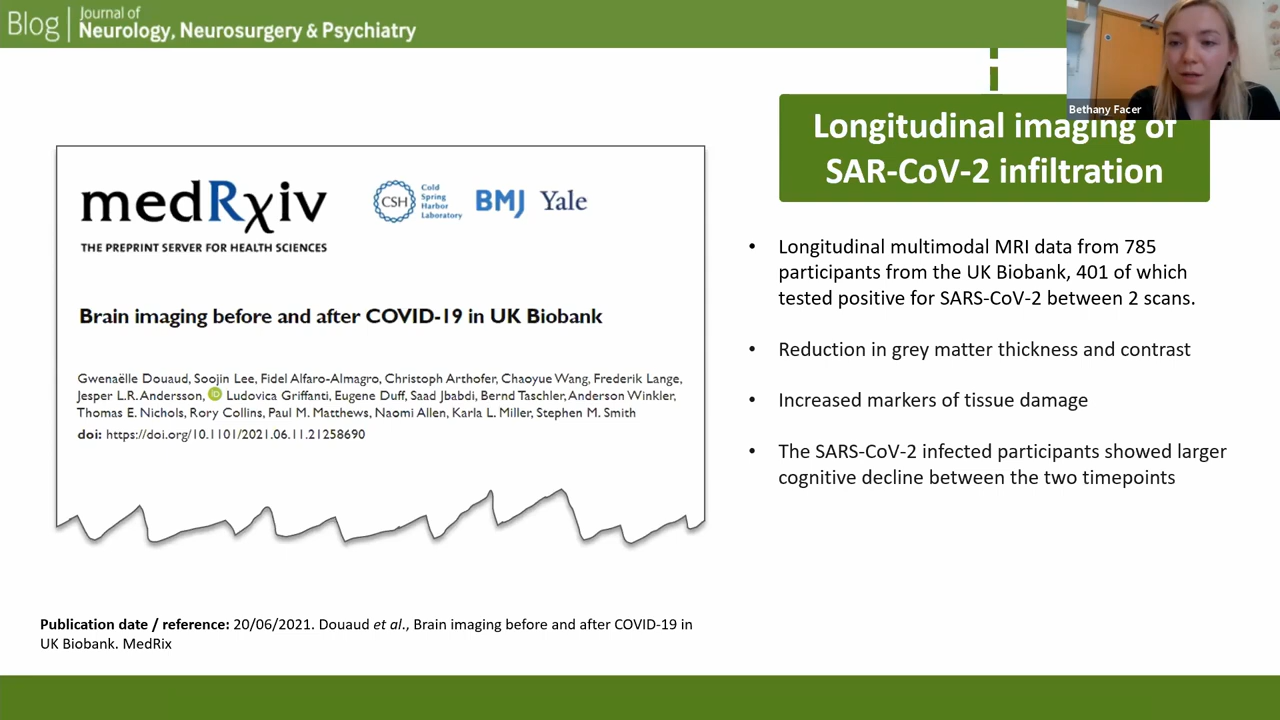 Blog | Journal of
Neurology, Neurosurgery & Psychiatry
Bethany Facer
Longitudinal imaging of
SAR-CoV-2 infiltration
medRxiv
THE PREPRINT SERVER FOR HEALTH SCIENCES
CSH
Cold
Spring
Harbor
Laboratory
BMJ Yale
Brain imaging before and after COVID-19 in UK Biobank
Gwenaëlle Douaud, Soojin Lee, Fidel Alfaro-Almagro, Christoph Arthofer, Chaoyue Wang, Frederik Lange,
Jesper L.R. Andersson, iD Ludovica Griffanti, Eugene Duff, Saad Jbabdi, Bernd Taschler, Anderson Winkler,
Thomas E. Nichols, Rory Collins, Paul M. Matthews, Naomi Allen, Karla L. Miller, Stephen M. Smith
doi: https://doi.org/10.1101/2021.06.11.21258690
• Longitudinal multimodal MRI data from 785
participants from the UK Biobank, 401 of which
tested positive for SARS-CoV-2 between 2 scans.
• Reduction in grey matter thickness and contrast
• Increased markers of tissue damage
• The SARS-CoV-2 infected participants showed larger
cognitive decline between the two timepoints
Publication date / reference: 20/06/2021. Douaud et al., Brain imaging before and after COVID-19 in
UK Biobank. MedRix